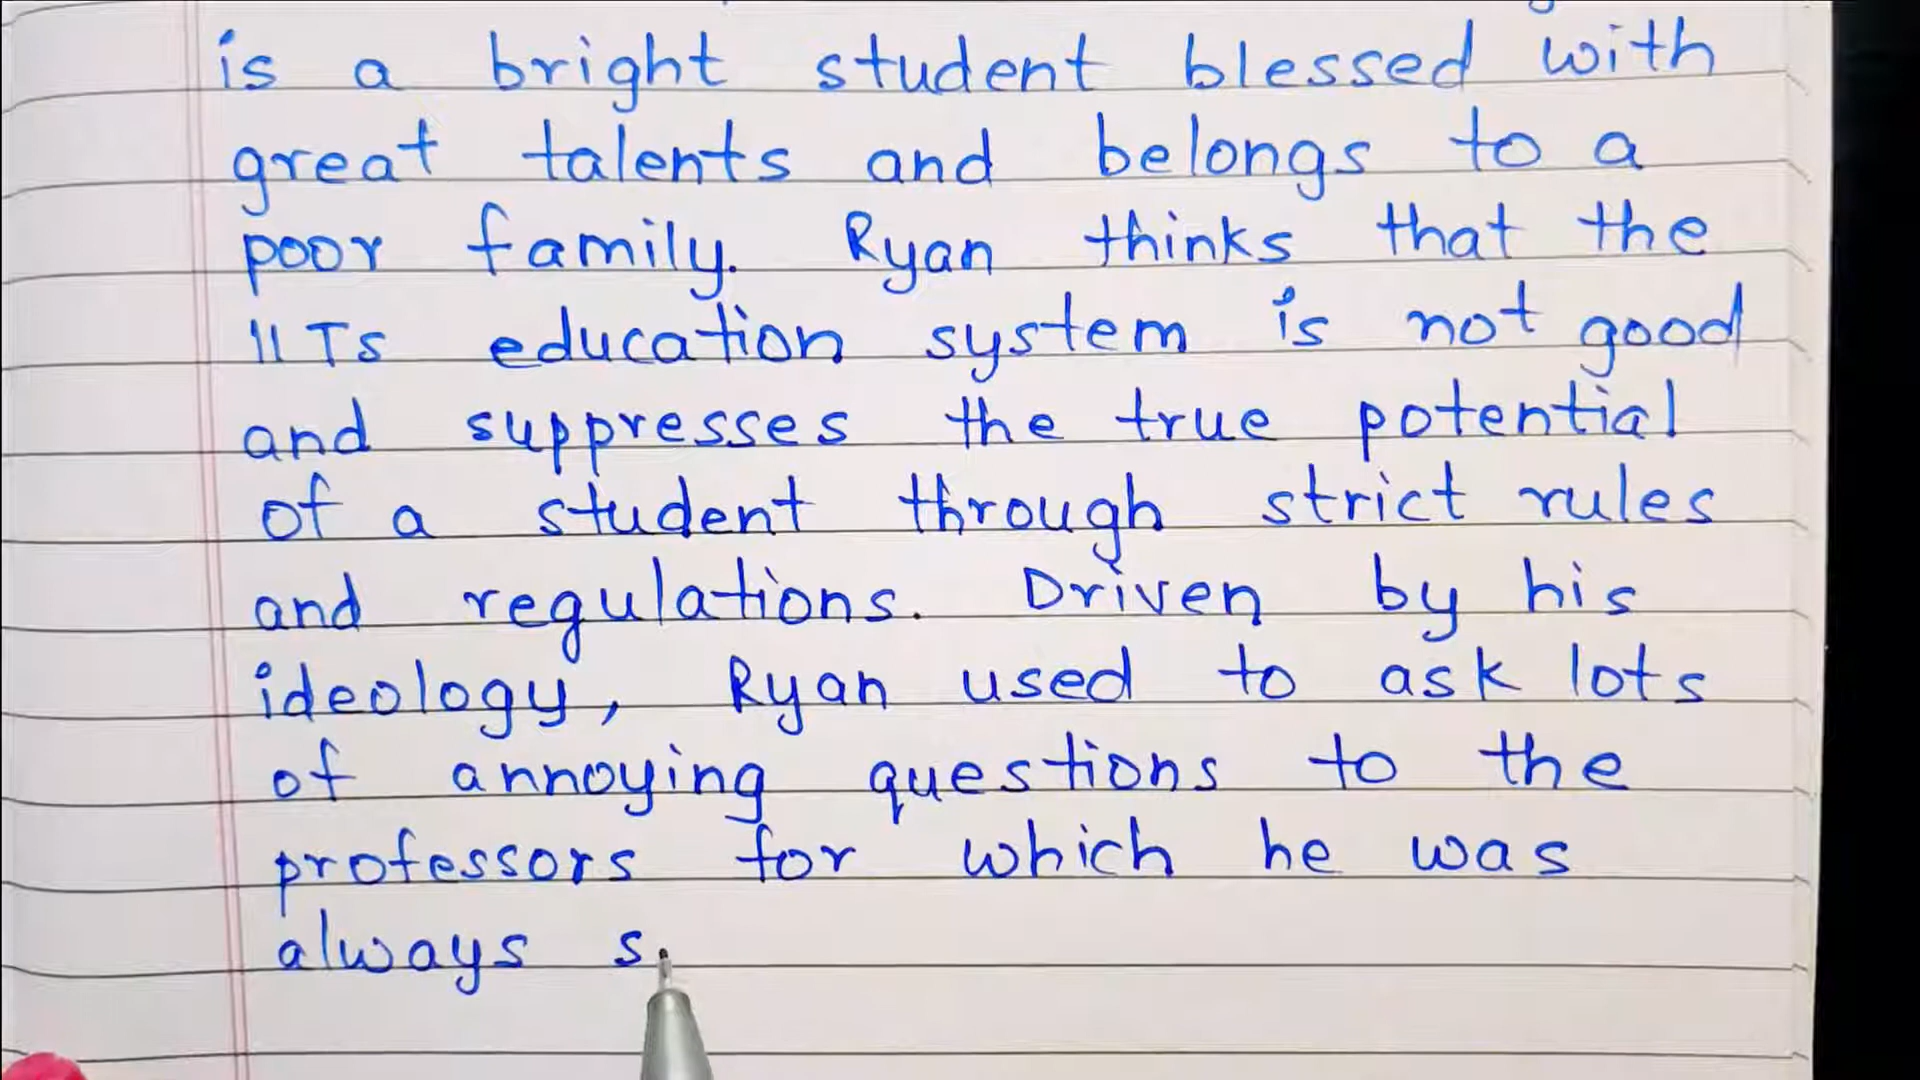 is a bright student blessed with
great talents and belongs to a
poor family. Ryan thinks that the
IITs education system is not good
and suppresses the true potential
of a student through strict rules
and regulations. Driven by his
ideology, Ryan used to ask lots
of annoying questions to the
professors for which he was
always s